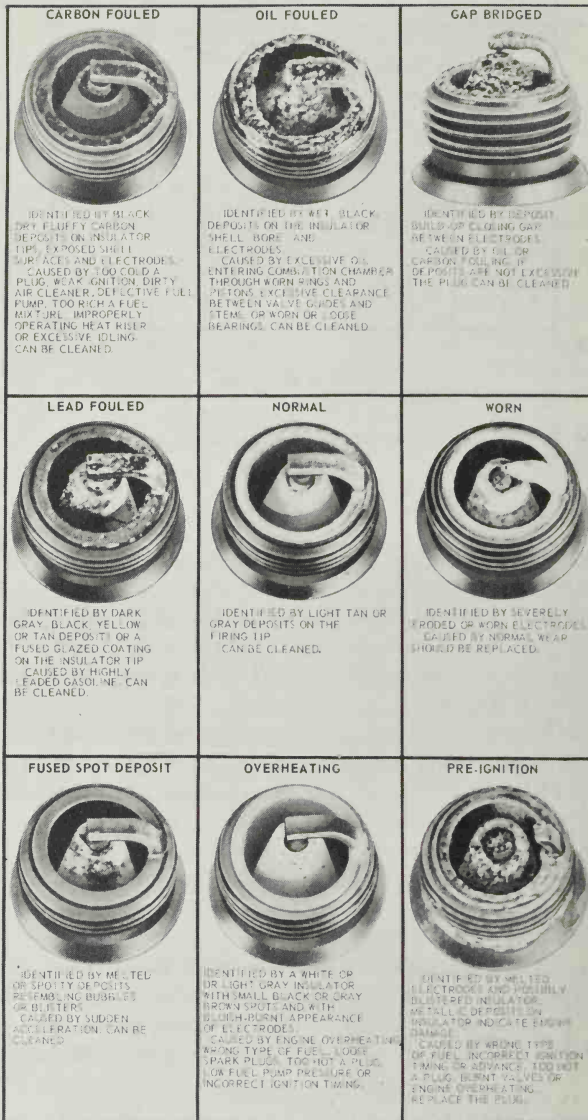 CARBON FOULED
IDENTIFIED BY BLACK
DRY FLUFFY CARBON
DEPOSITS ON INSULATOR
TIPS, EXPOSED SHELL
SURFACES AND ELECTRODES.
CAUSED BY TOO COLD A
PLUG, WEAK IGNITION, DIRTY
AIR CLEANER, DEFECTIVE FUEL
PUMP, TOO RICH A FUEL
MIXTURE, IMPROPERLY
OPERATING HEAT RISER
OR EXCESSIVE IDLING.
CAN BE CLEANED.
OIL FOULED
IDENTIFIED BY WET BLACK
DEPOSITS ON THE INSULATOR
SHELL BORE AND
ELECTRODES
CAUSED BY EXCESSIVE OIL
ENTERING COMBUSTION CHAMBER
THROUGH WORN RINGS AND
PISTONS EXCESSIVE CLEARANCE
BETWEEN VALVE GUIDES AND
STEMS, OR WORN OR LOOSE
BEARINGS. CAN BE CLEANED.
GAP BRIDGED
IDENTIFIED BY DEPOSIT
BUILD-UP CLOSING GAP
BETWEEN ELECTRODES.
CAUSED BY OIL OR
CARBON FOULING. IF
DEPOSITS ARE NOT EXCESSIVE
THE PLUG CAN BE CLEANED.
LEAD FOULED
IDENTIFIED BY DARK
GRAY, BLACK, YELLOW
OR TAN DEPOSITS OR A
FUSED GLAZED COATING
ON THE INSULATOR TIP.
CAUSED BY HIGHLY
LEADED GASOLINE. CAN
BE CLEANED.
NORMAL
IDENTIFIED BY LIGHT TAN OR
GRAY DEPOSITS ON THE
FIRING TIP.
CAN BE CLEANED.
WORN
IDENTIFIED BY SEVERELY
ERODED OR WORN ELECTRODES.
CAUSED BY NORMAL WEAR
SHOULD BE REPLACED.
FUSED SPOT DEPOSIT
IDENTIFIED BY MELTED
OR SPOTTY DEPOSITS
RESEMBLING BUBBLES
OR BLISTERS.
CAUSED BY SUDDEN
ACCELERATION. CAN BE
CLEANED
OVERHEATING
IDENTIFIED BY A WHITE OR
OR LIGHT GRAY INSULATOR
WITH SMALL BLACK OR GRAY
BROWN SPOTS AND WITH
BLUISH-BURNT APPEARANCE
OF ELECTRODES.
CAUSED BY ENGINE OVERHEATING
WRONG TYPE OF FUEL, LOOSE
SPARK PLUGS, TOO HOT A PLUG,
LOW FUEL PUMP PRESSURE OR
INCORRECT IGNITION TIMING.
PRE-IGNITION
IDENTIFIED BY MELTED
ELECTRODES AND POSSIBLY
BLISTERED INSULATOR.
METALLIC DEPOSITS ON
INSULATOR INDICATE ENGINE
DAMAGE.
CAUSED BY WRONG TYPE
OF FUEL, INCORRECT IGNITION
TIMING OR ADVANCE, TOO HOT
A PLUG, BURNT VALVES OR
ENGINE OVERHEATING.
REPLACE THE PLUG.